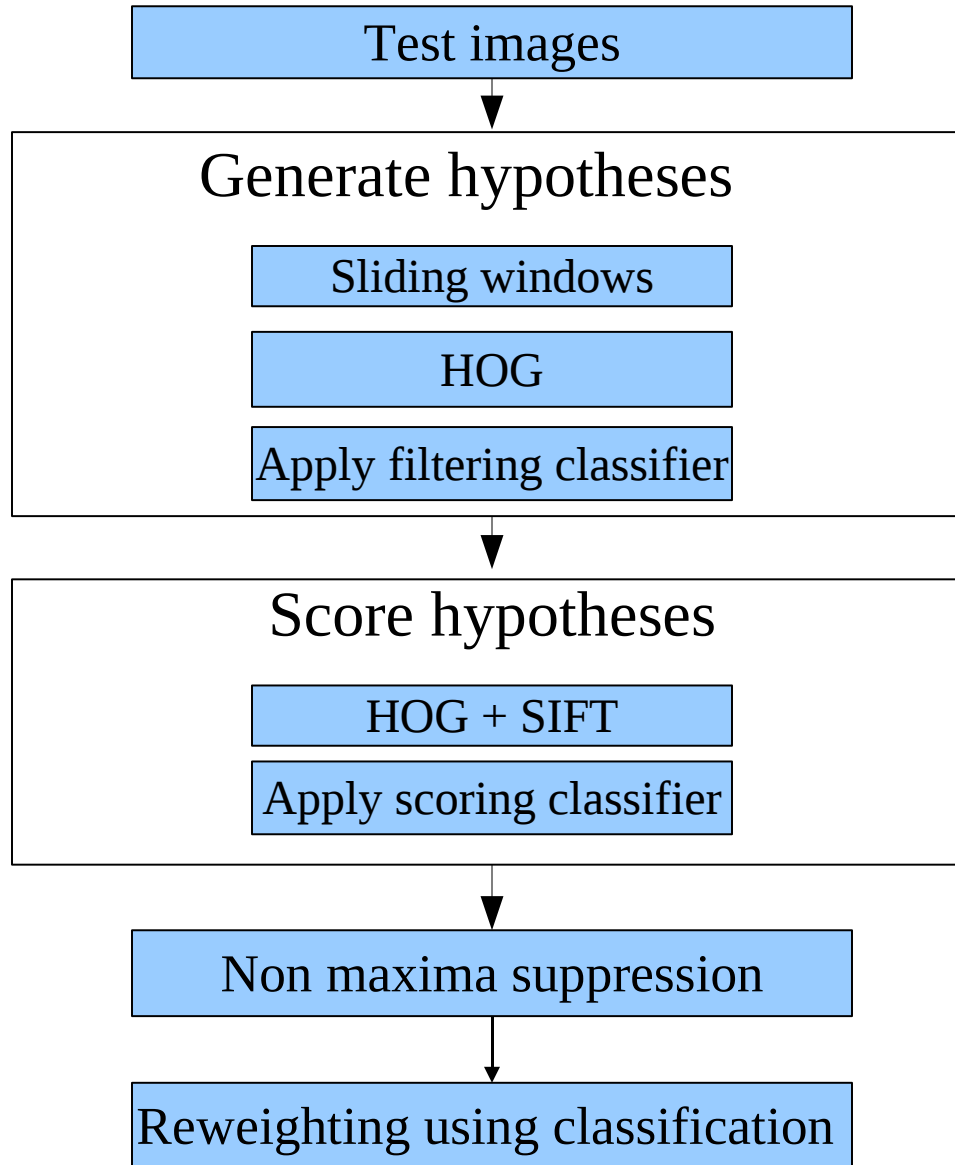 Test images
Generate hypotheses
Sliding windows
HOG
Apply filtering classifier
Score hypotheses
HOG + SIFT
Apply scoring classifier
Non maxima suppression
Reweighting using classification